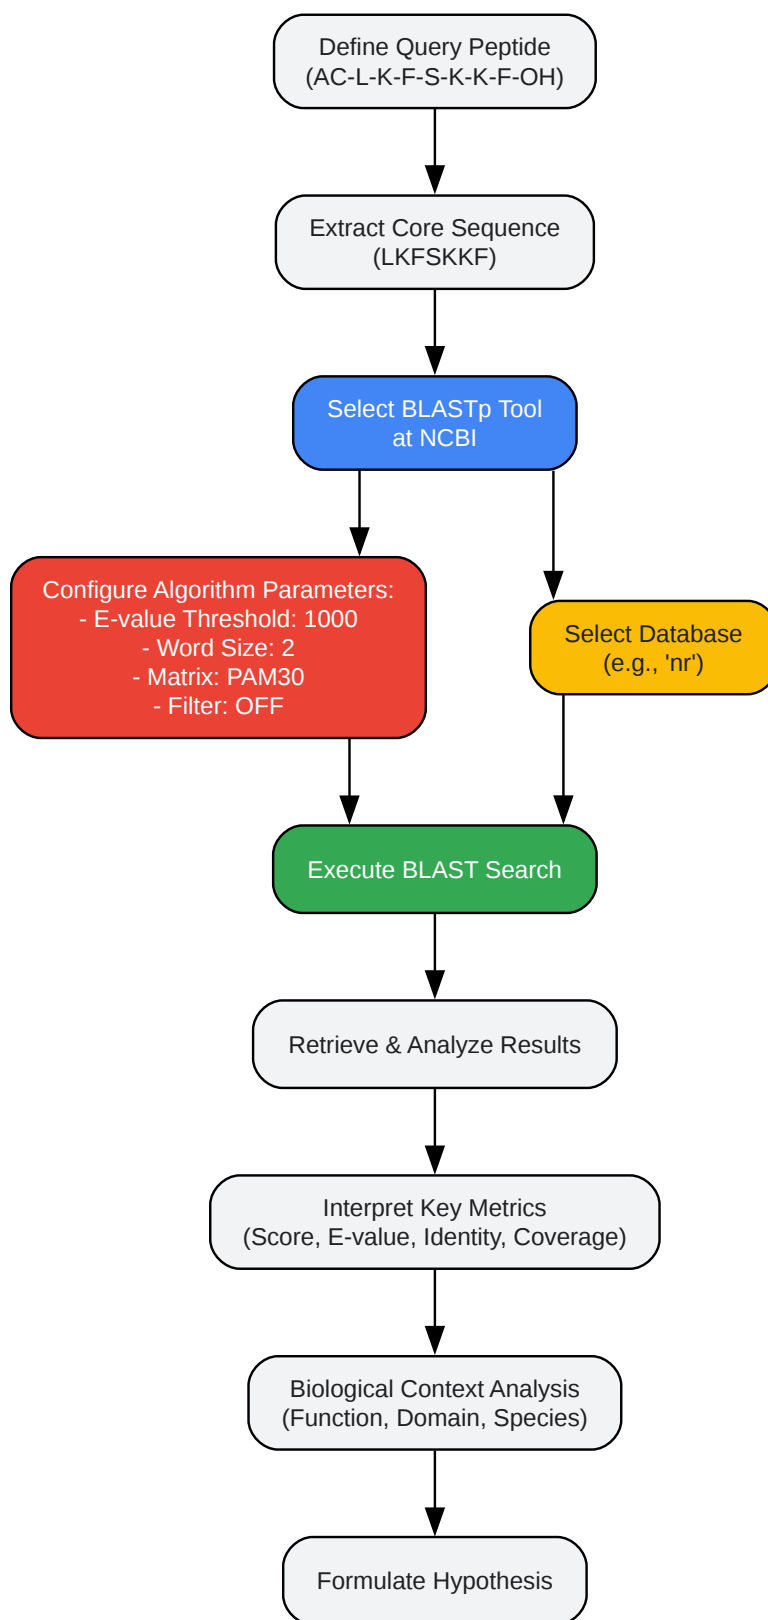 Define Query Peptide
(AC-L-K-F-S-K-K-F-OH)
Extract Core Sequence
(LKFSKKF)
Select BLASTp Tool
at NCBI
Configure Algorithm Parameters:
- E-value Threshold: 1000
- Word Size: 2
- Matrix: PAM30
- Filter: OFF
Select Database
(e.g., 'nr')
Execute BLAST Search
Retrieve & Analyze Results
Interpret Key Metrics
(Score, E-value, Identity, Coverage)
Biological Context Analysis
(Function, Domain, Species)
Formulate Hypothesis